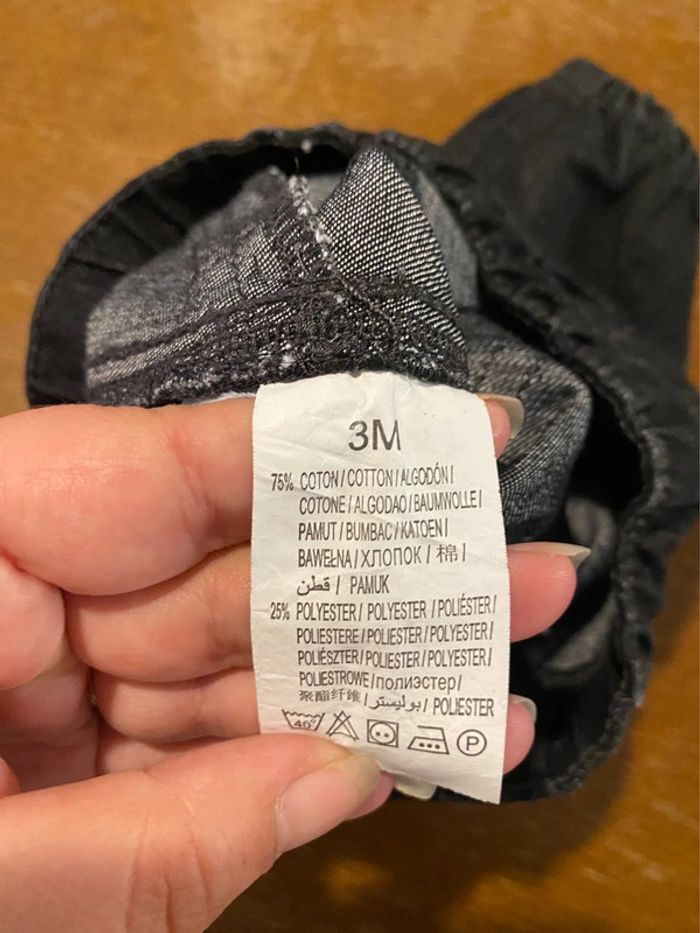 3M
75% COTON / COTTON / ALGODÓN /
COTONE / ALGODAO / BAUMWOLLE /
PAMUT / BUMBAC / KATOEN /
BAWEŁNA / ХЛОПОК / 棉 /
قطن / PAMUK
25% POLYESTER / POLYESTER / POLIÉSTER /
POLIESTERE / POLIESTER / POLYESTER /
POLIÉSZTER / POLIESTER / POLYESTER /
POLIESTROWE / полиэстер /
聚酯纤维 / بوليستر / POLIESTER
40° P